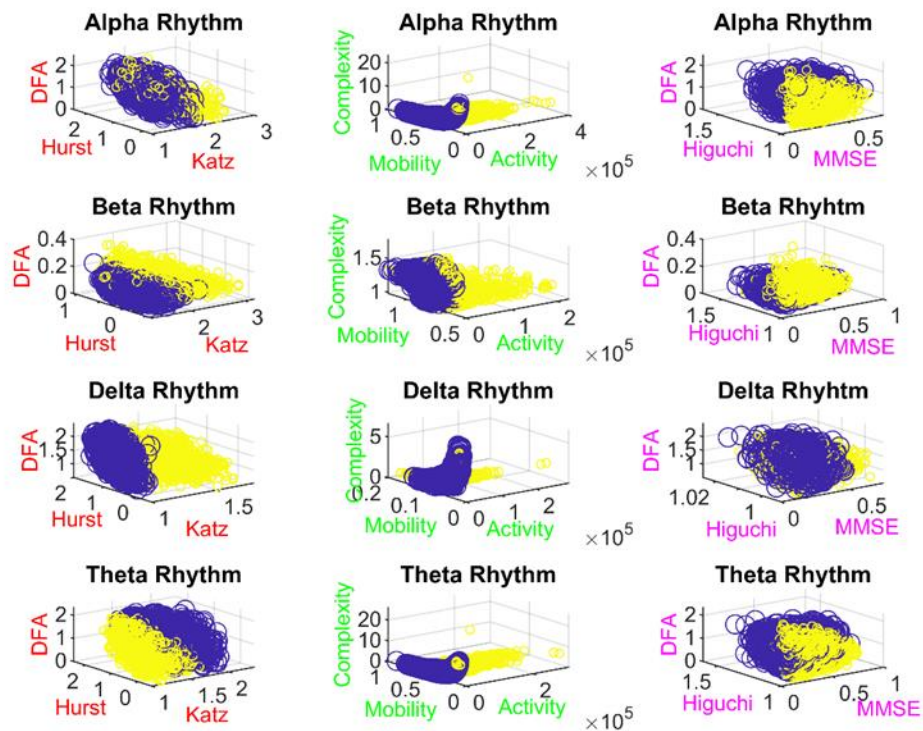 Alpha Rhythm
Alpha Rhythm
Alpha Rhythm
DFA
2
1
0
2
1
0
Hurst
1
2
3
Katz
Complexity
20
10
0
1
0.5
0
Mobility
0
2
4
Activity
×10⁵
DFA
2
1
0
1.5
1
Higuchi
0
0.5
MMSE
Beta Rhythm
Beta Rhythm
Beta Rhyhtm
DFA
0.4
0.2
0
1
0
Hurst
2
3
Katz
Complexity
1.5
1
1
0.5
Mobility
0
1
2
Activity
×10⁵
DFA
0.4
0.2
0
1.5
1
Higuchi
0
0.5
1
MMSE
Delta Rhythm
Delta Rhythm
Delta Rhyhtm
DFA
2
1.5
1
2
1
0
Hurst
1
1.5
Katz
Complexity
5
0
0.2
0.1
0
Mobility
0
1
2
Activity
×10⁵
DFA
2
1.5
1
1.02
1
Higuchi
0
0.5
MMSE
Theta Rhythm
Theta Rhythm
Theta Rhythm
DFA
2
1
0
2
1
0
Hurst
1
1.5
2
Katz
Complexity
20
10
0
0.5
0
Mobility
0
2
Activity
×10⁵
DFA
2
1
0
1.5
1
Higuchi
0
0.5
1
MMSE